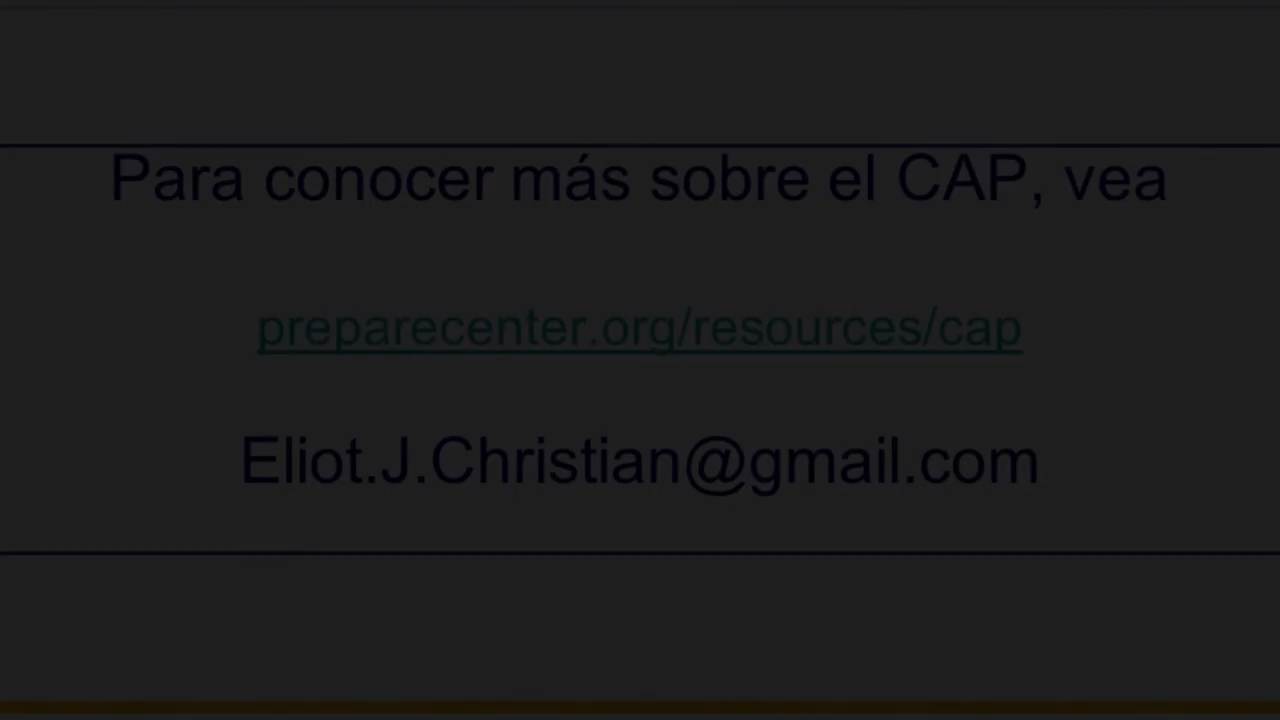 Para conocer más sobre el CAP, vea
preparecenter.org/resources/cap
Eliot.J.Christian@gmail.com